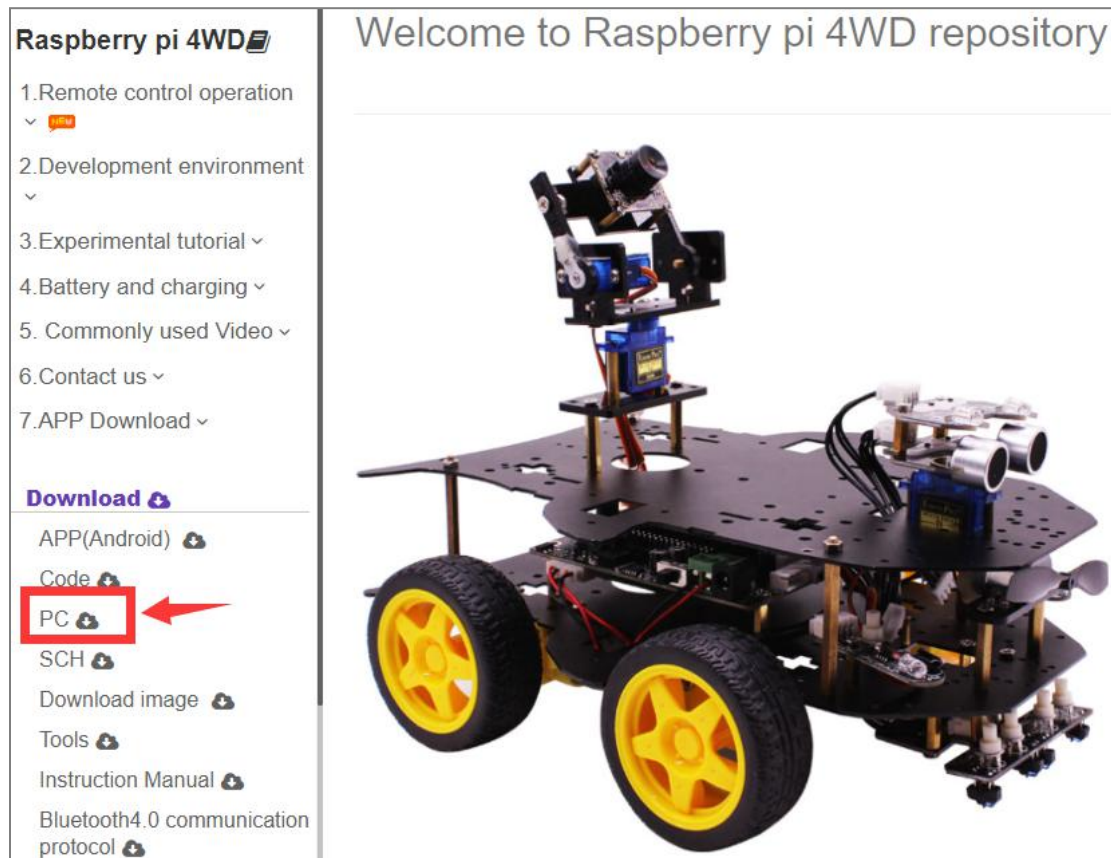 Raspberry pi 4WD
Welcome to Raspberry pi 4WD repository
1.Remote control operation
NEW
2.Development environment
3.Experimental tutorial
4.Battery and charging
5. Commonly used Video
6.Contact us
7.APP Download
Download
APP(Android)
Code
PC
SCH
Download image
Tools
Instruction Manual
Bluetooth4.0 communication
protocol